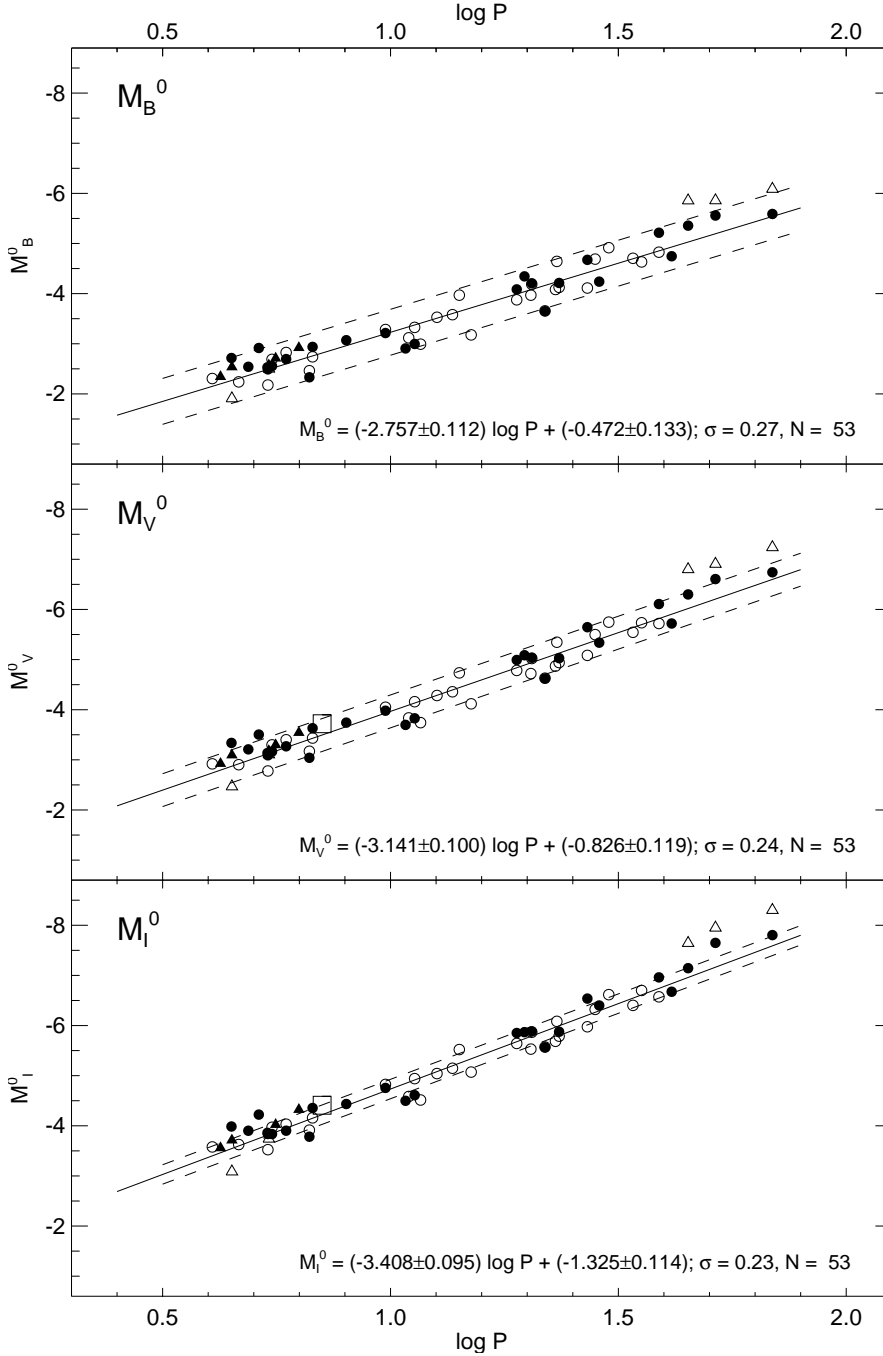 log P
0.5 1.0 1.5 2.0
M_B^0
-8
-6
M^0_B
-4
-2
M_B^0 = (-2.757±0.112) log P + (-0.472±0.133); σ = 0.27, N = 53
M_V^0
-8
-6
M^0_V
-4
-2
M_V^0 = (-3.141±0.100) log P + (-0.826±0.119); σ = 0.24, N = 53
M_I^0
-8
-6
M^0_I
-4
-2
M_I^0 = (-3.408±0.095) log P + (-1.325±0.114); σ = 0.23, N = 53
0.5 1.0 1.5 2.0
log P